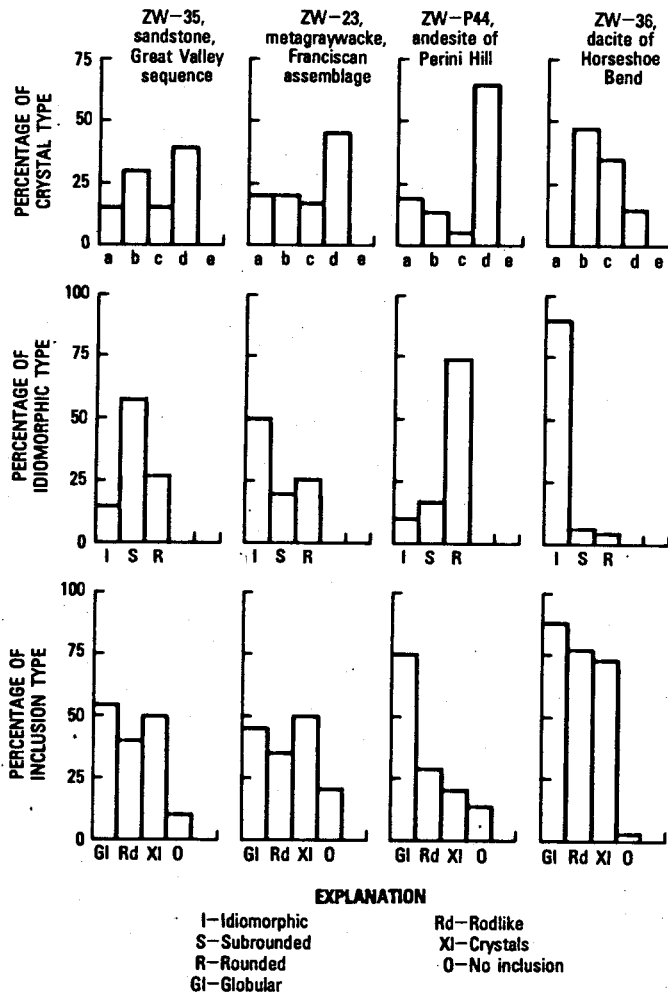 ZW–35,
sandstone,
Great Valley
sequence
ZW–23,
metagraywacke,
Franciscan
assemblage
ZW–P44,
andesite of
Perini Hill
ZW–36,
dacite of
Horseshoe
Bend
PERCENTAGE OF
CRYSTAL TYPE
75
50
25
0
a b c d e
a b c d e
a b c d e
a b c d e
PERCENTAGE OF
IDIOMORPHIC TYPE
100
75
50
25
0
I S R
I S R
I S R
I S R
PERCENTAGE OF
INCLUSION TYPE
100
75
50
25
0
Gl Rd Xl O
Gl Rd Xl O
Gl Rd Xl O
Gl Rd Xl O
EXPLANATION
I–Idiomorphic
S–Subrounded
R–Rounded
Gl–Globular
Rd–Rodlike
Xl–Crystals
O–No inclusion